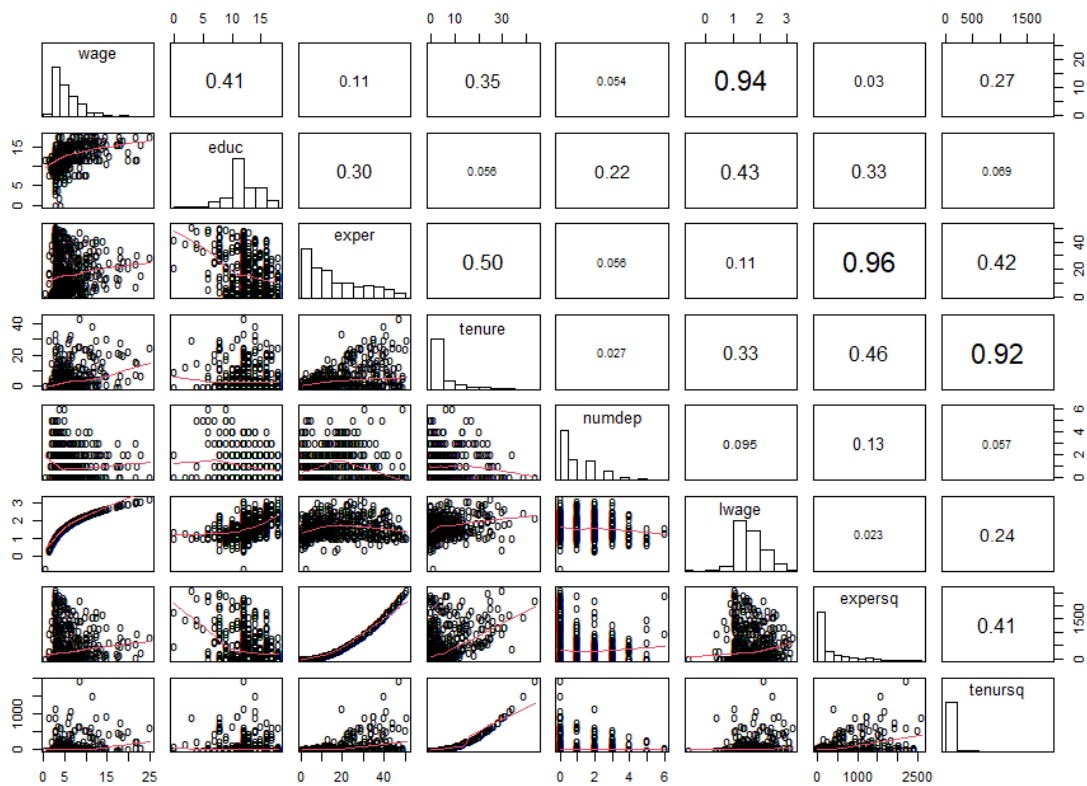 0 5 10 15
0 10 30
0 1 2 3
0 500 1500
wage
0.41
0.11
0.35
0.054
0.94
0.03
0.27
0 10 20
0 5 15
educ
0.30
0.056
0.22
0.43
0.33
0.069
exper
0.50
0.056
0.11
0.96
0.42
0 20 40
0 20 40
tenure
0.027
0.33
0.46
0.92
numdep
0.095
0.13
0.057
0 2 4 6
0 1 2 3
lwage
0.023
0.24
expersq
0.41
0 1500
0 1000
tenursq
0 5 15 25
0 20 40
0 1 2 3 4 5 6
0 1000 2500